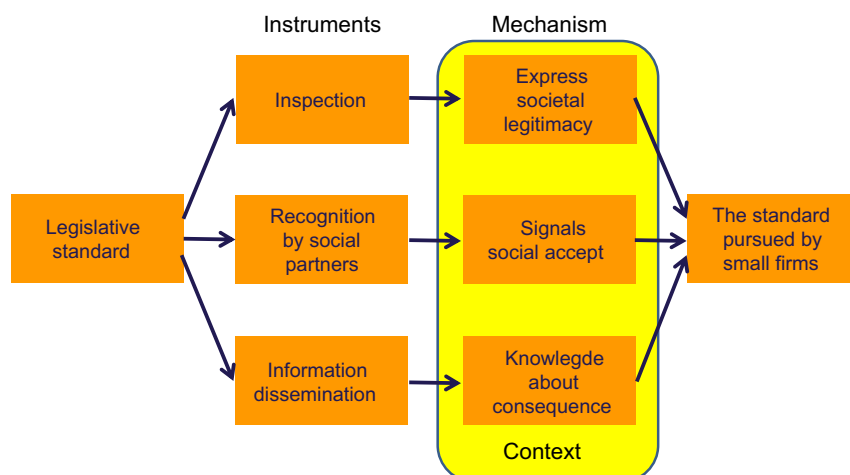 Instruments
Mechanism
Inspection
Express
societal
legitimacy
Legislative
standard
Recognition
by social
partners
Signals
social accept
The standard
pursued by
small firms
Information
dissemination
Knowlegde
about
consequence
Context